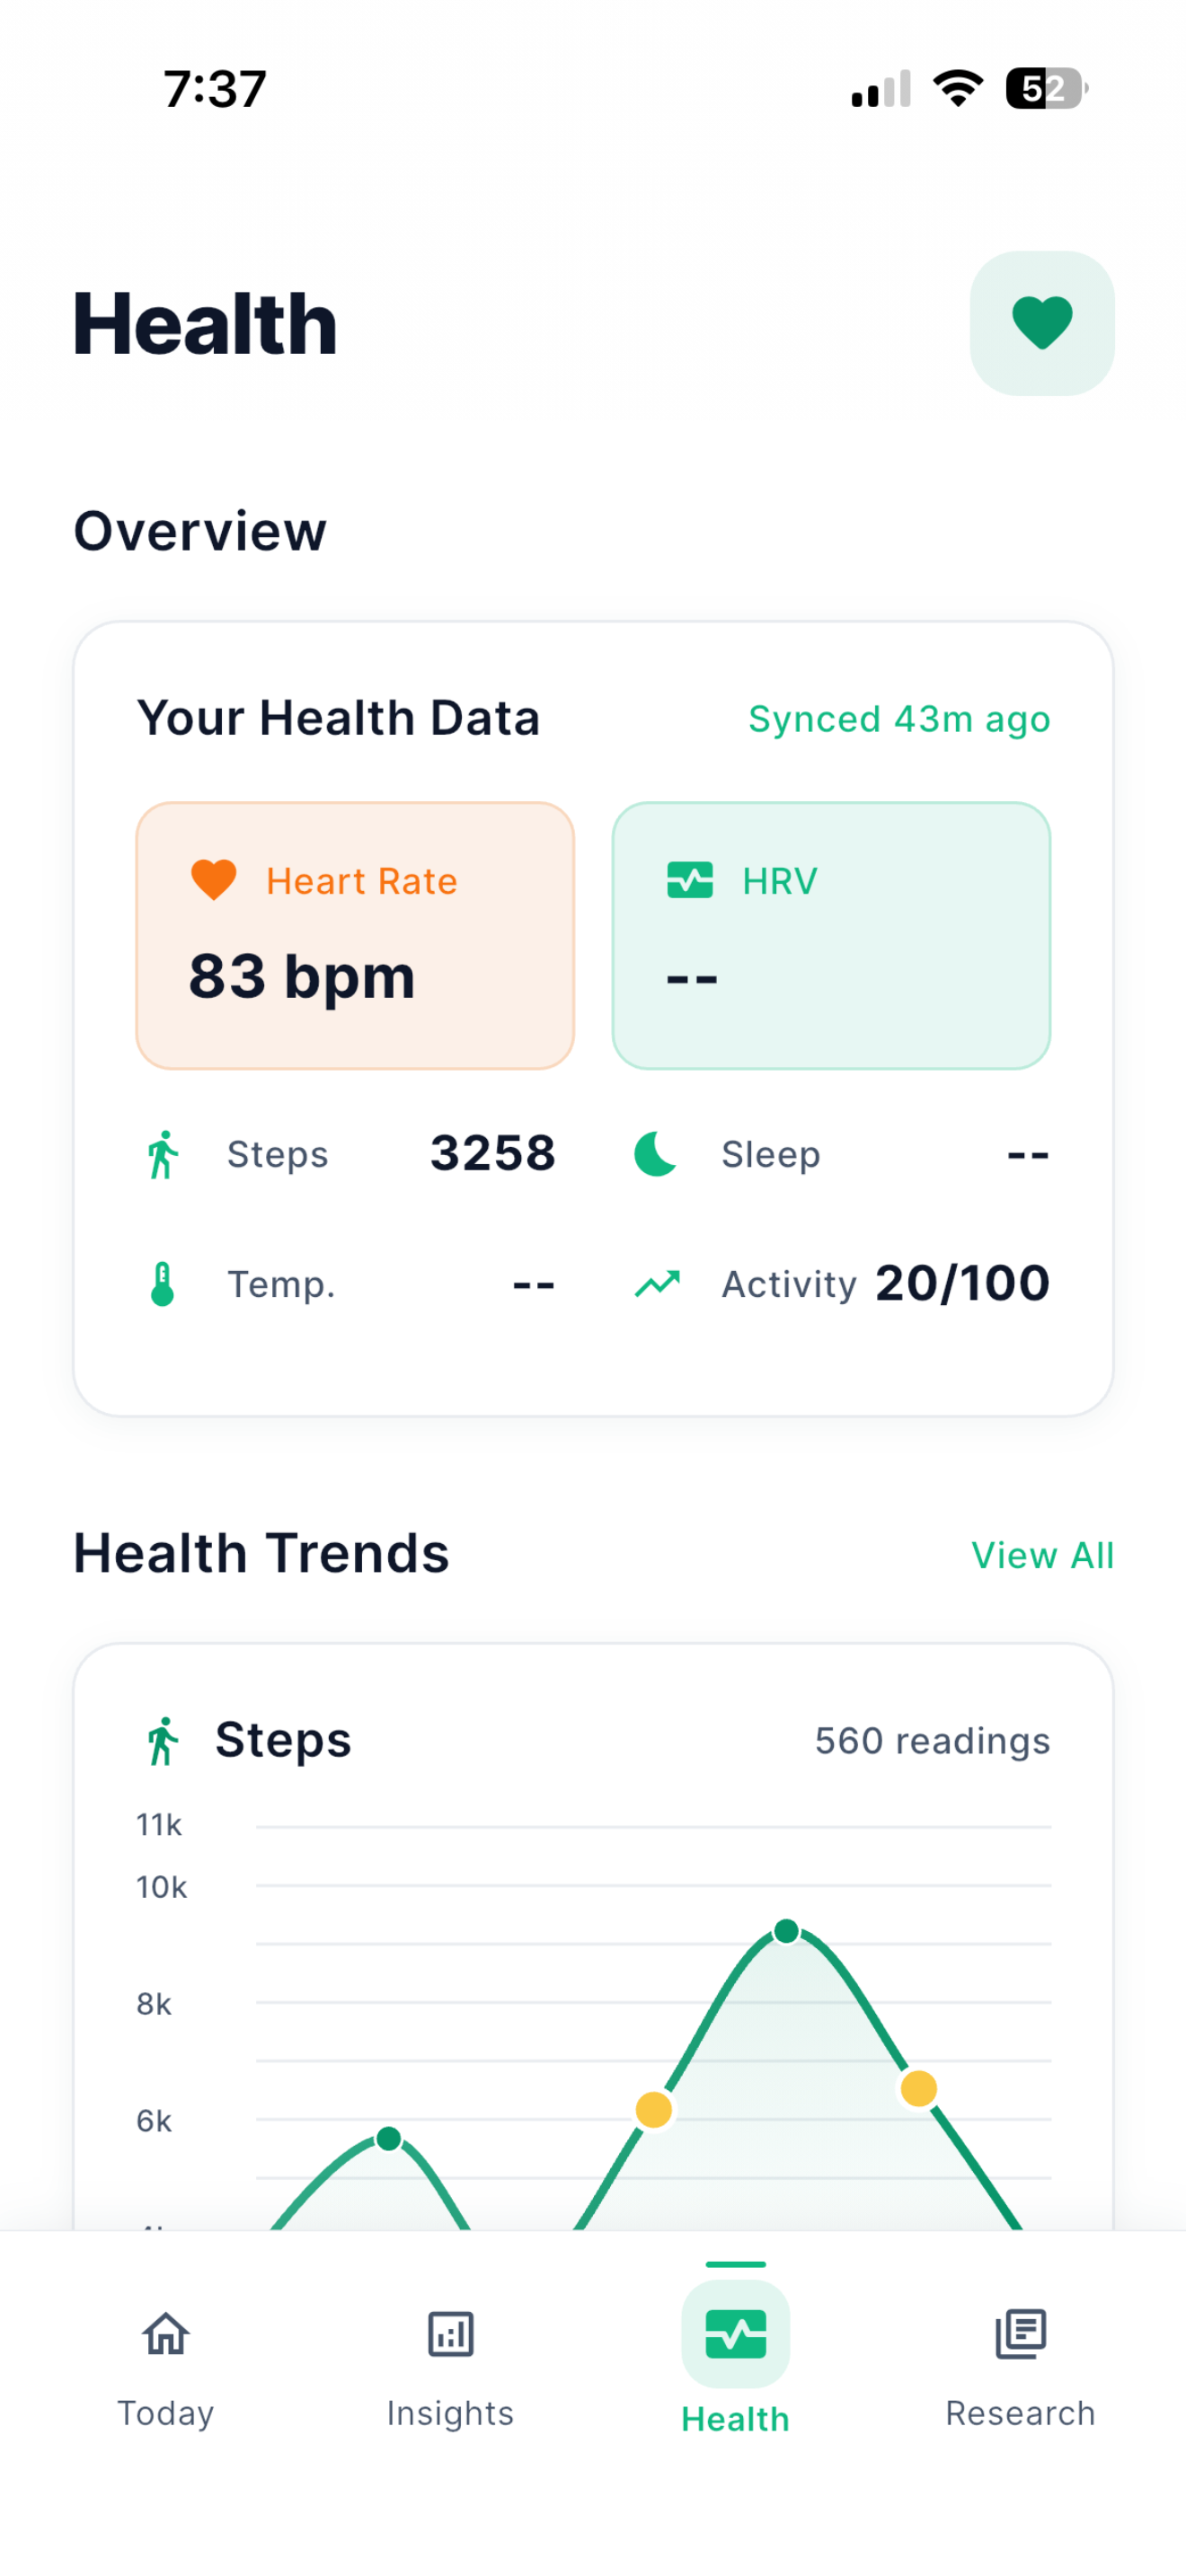 7:37
52
Health
Overview
Your Health Data
Synced 43m ago
Heart Rate
HRV
83 bpm
--
Steps 3258
Sleep --
Temp. --
Activity 20/100
Health Trends
View All
Steps
560 readings
11k
10k
8k
6k
Today
Insights
Health
Research